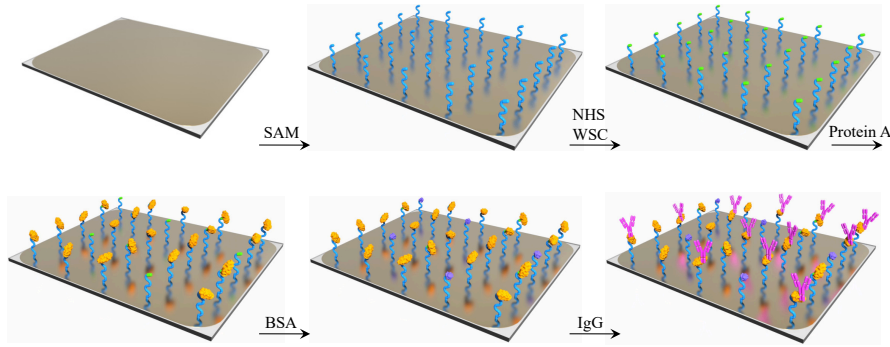 SAM
NHS
WSC
Protein A
BSA
IgG